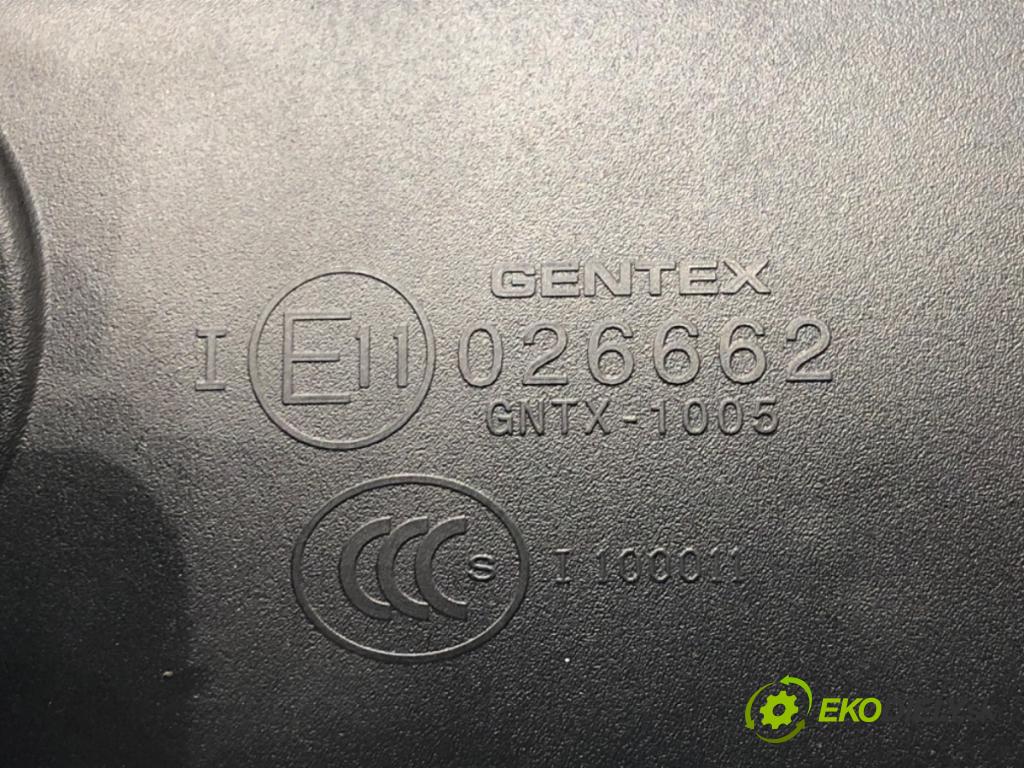 GENTEX
I E11 026662
GNTX-1005
CCC S I 100011
EKO